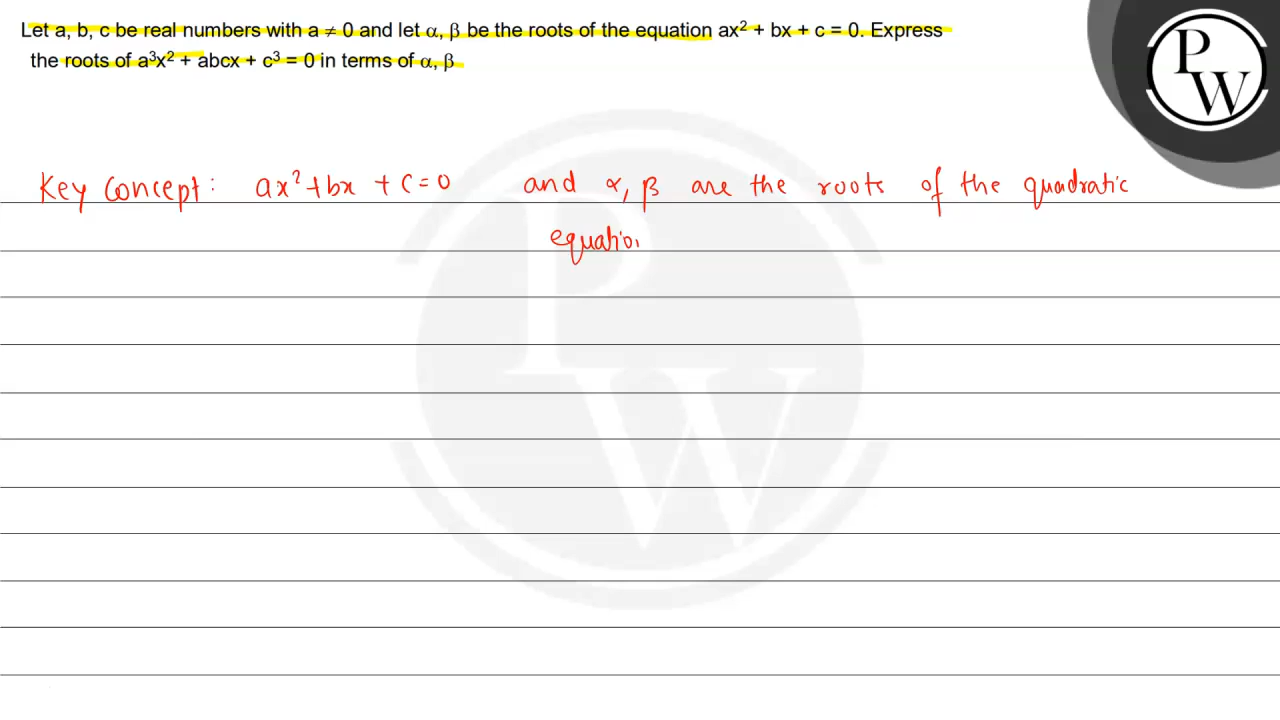 Let a, b, c be real numbers with a ≠ 0 and let α, β be the roots of the equation ax² + bx + c = 0. Express
the roots of a³x² + abcx + c³ = 0 in terms of α, β
P
W
Key Concept: ax² + bx + c = 0 and α, β are the roots of the quadratic
equation
P
W